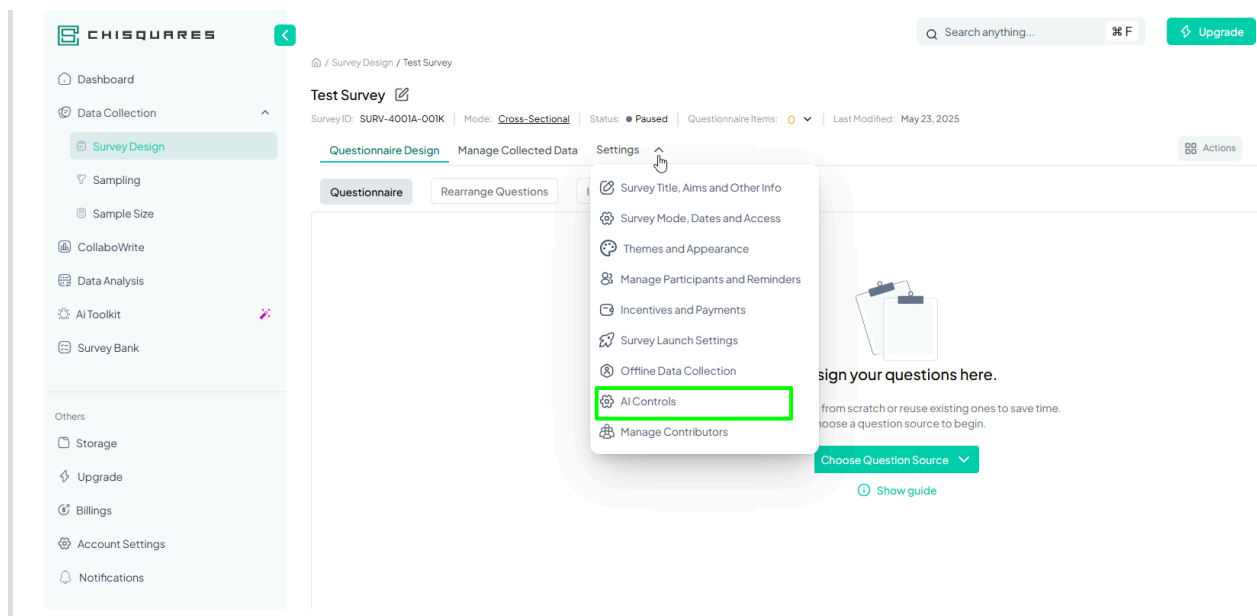 CHISQUARES
Search anything...
⌘ F
Upgrade
/ Survey Design / Test Survey
Dashboard
Data Collection
Survey Design
Sampling
Sample Size
CollaboWrite
Data Analysis
Ai Toolkit
Survey Bank
Others
Storage
Upgrade
Billings
Account Settings
Notifications
Test Survey
Survey ID: SURV-4001A-001K Mode: Cross-Sectional Status: Paused Questionnaire Items: 0 Last Modified: May 23, 2025
Questionnaire Design Manage Collected Data Settings
Actions
Questionnaire Rearrange Questions
Survey Title, Aims and Other Info
Survey Mode, Dates and Access
Themes and Appearance
Manage Participants and Reminders
Incentives and Payments
Survey Launch Settings
Offline Data Collection
AI Controls
Manage Contributors
sign your questions here.
from scratch or reuse existing ones to save time.
hoose a question source to begin.
Choose Question Source
Show guide